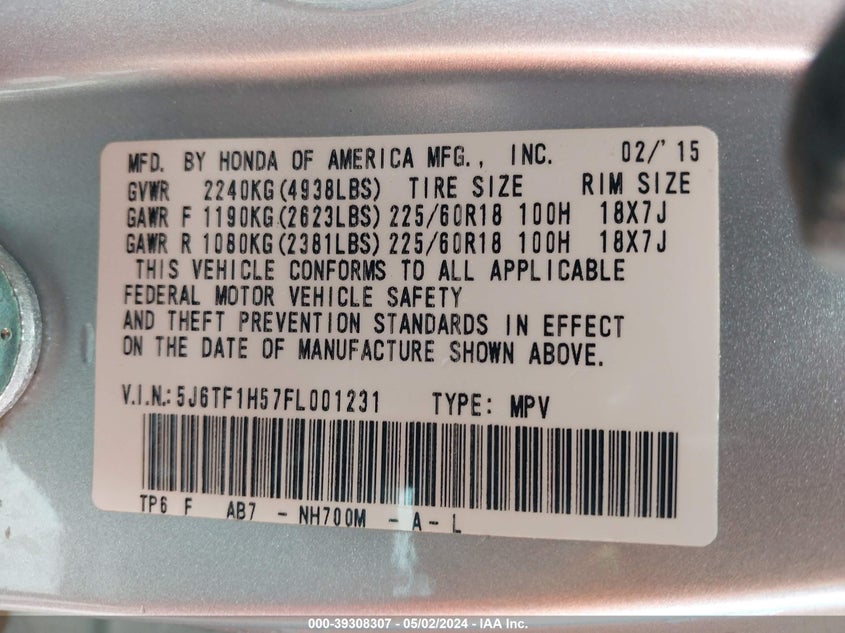 MFD. BY HONDA OF AMERICA MFG., INC. 02/'15
GVWR 2240KG(4938LBS) TIRE SIZE RIM SIZE
GAWR F 1190KG(2623LBS) 225/60R18 100H 18X7J
GAWR R 1080KG(2381LBS) 225/60R18 100H 18X7J
THIS VEHICLE CONFORMS TO ALL APPLICABLE
FEDERAL MOTOR VEHICLE SAFETY
AND THEFT PREVENTION STANDARDS IN EFFECT
ON THE DATE OF MANUFACTURE SHOWN ABOVE.
V.I.N.: 5J6TF1H57FL001231 TYPE: MPV
TP6 F AB7 - NH700M - A - L
000-39308307 - 05/02/2024 - IAA Inc.